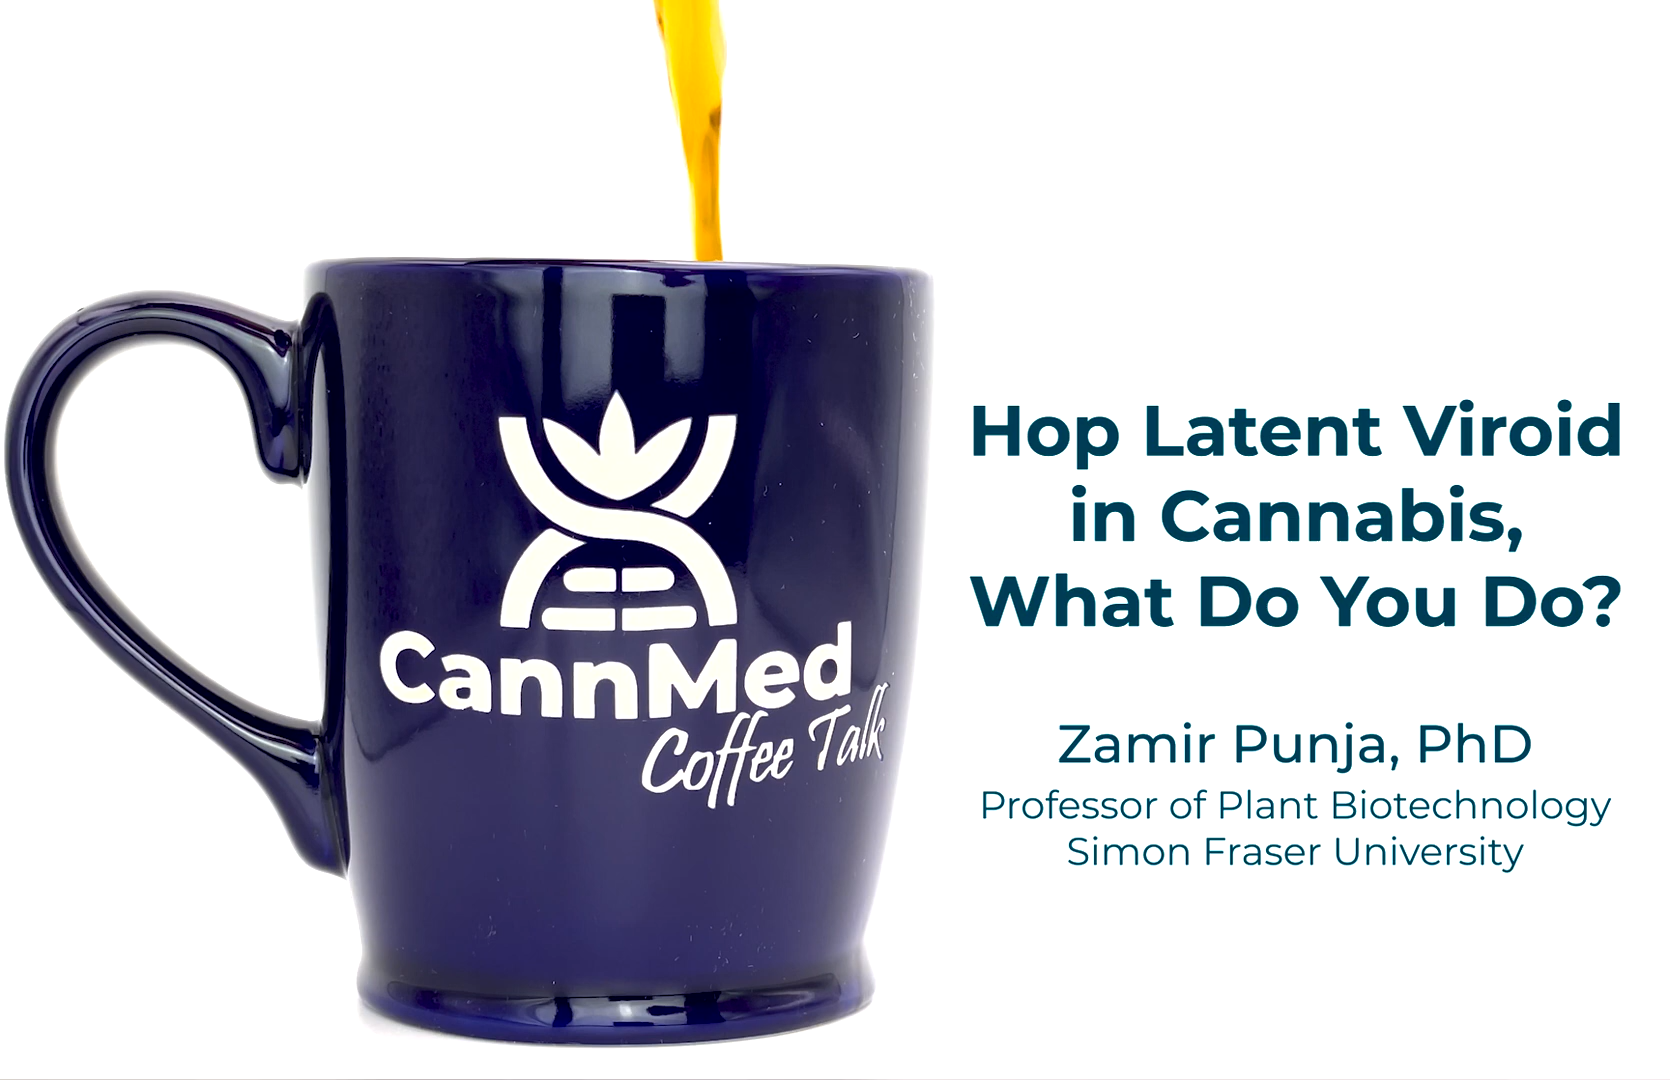 CannMed
Coffee Talk
Hop Latent Viroid
in Cannabis,
What Do You Do?
Zamir Punja, PhD
Professor of Plant Biotechnology
Simon Fraser University